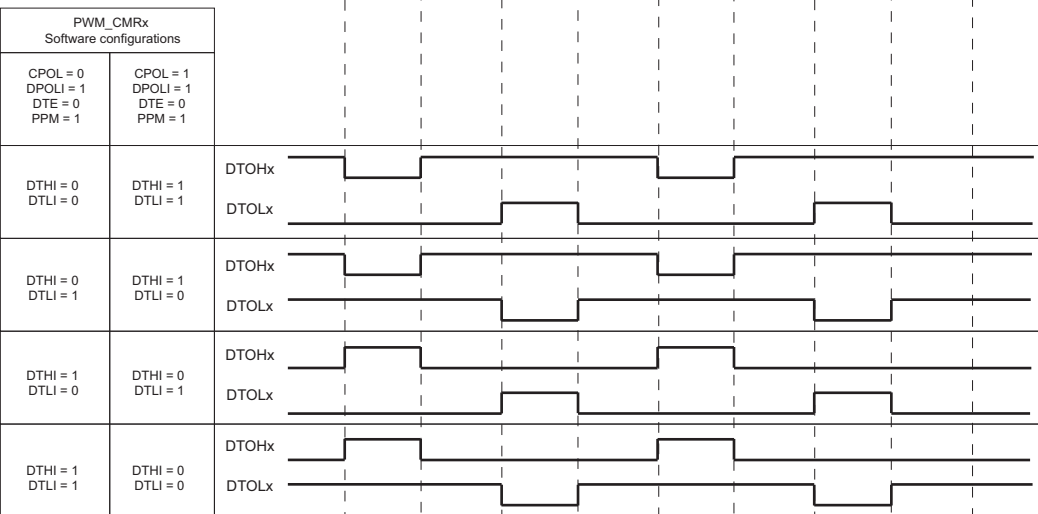 PWM_CMRx
Software configurations
CPOL = 0
DPOLI = 1
DTE = 0
PPM = 1
CPOL = 1
DPOLI = 1
DTE = 0
PPM = 1
DTHI = 0
DTLI = 0
DTHI = 1
DTLI = 1
DTOHx
DTOLx
DTHI = 0
DTLI = 1
DTHI = 1
DTLI = 0
DTOHx
DTOLx
DTHI = 1
DTLI = 0
DTHI = 0
DTLI = 1
DTOHx
DTOLx
DTHI = 1
DTLI = 1
DTHI = 0
DTLI = 0
DTOHx
DTOLx